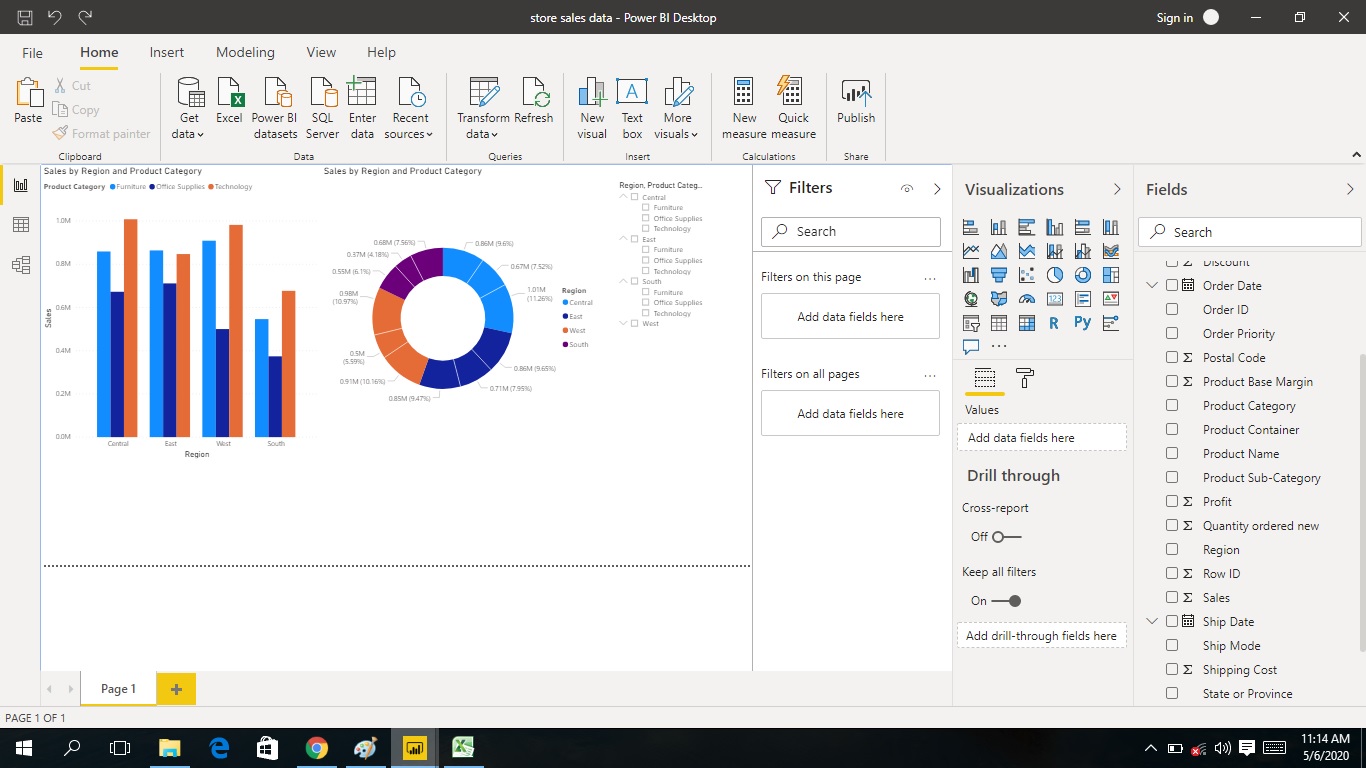 store sales data - Power BI Desktop
Sign in
File Home Insert Modeling View Help
Paste
Cut
Copy
Format painter
Clipboard
Get data
Excel
Power BI datasets
SQL Server
Enter data
Recent sources
Data
Transform data
Refresh
Queries
New visual
Text box
More visuals
Insert
New measure
Quick measure
Calculations
Publish
Share
Sales by Region and Product Category
Product Category Furniture Office Supplies Technology
1.0M
0.8M
0.6M
0.4M
0.2M
0.0M
Sales
Central East West South
Region
Sales by Region and Product Category
0.86M (9.6%)
0.67M (7.52%)
1.01M
(11.26%)
0.86M (9.65%)
0.71M (7.95%)
0.85M (9.47%)
0.91M (10.16%)
0.5M
(5.59%)
0.98M
(10.97%)
0.55M (6.1%)
0.37M (4.18%)
0.68M (7.56%)
Region
Central
East
West
South
Region, Product Categ...
Central
Furniture
Office Supplies
Technology
East
Furniture
Office Supplies
Technology
South
Furniture
Office Supplies
Technology
West
Filters
Search
Filters on this page
...
Add data fields here
Filters on all pages
...
Add data fields here
Visualizations
R
Py
...
Values
Add data fields here
Drill through
Cross-report
Off
Keep all filters
On
Add drill-through fields here
Fields
Search
Discount
Order Date
Order ID
Order Priority
Postal Code
Product Base Margin
Product Category
Product Container
Product Name
Product Sub-Category
Profit
Quantity ordered new
Region
Row ID
Sales
Ship Date
Ship Mode
Shipping Cost
State or Province
Page 1
PAGE 1 OF 1
11:14 AM
5/6/2020